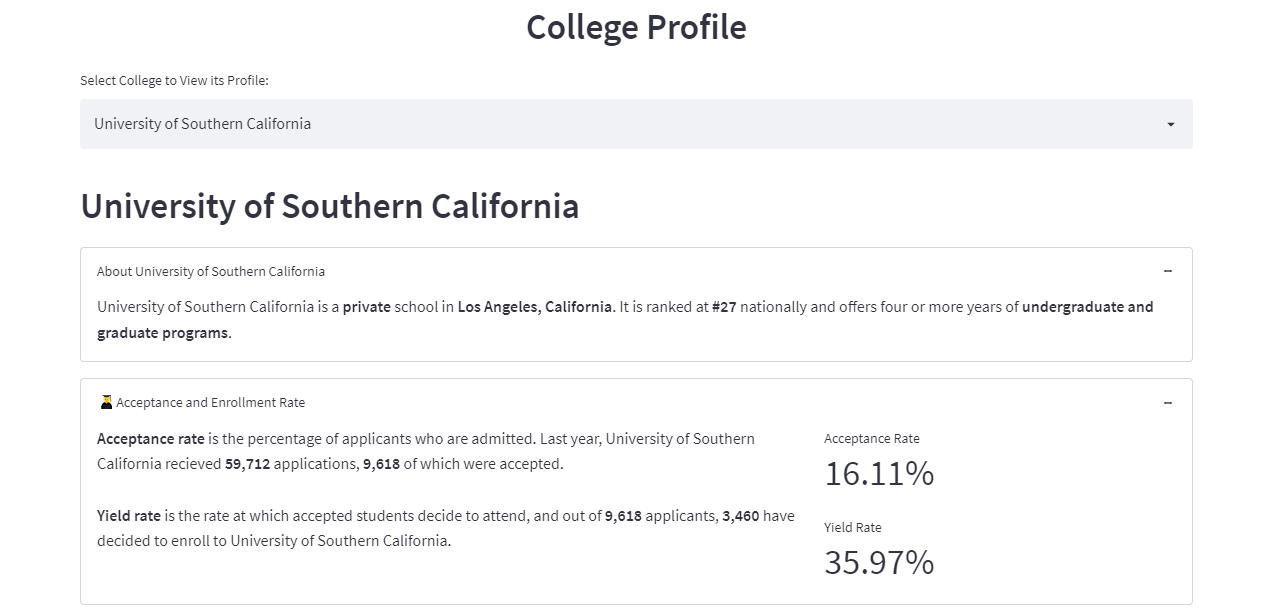 College Profile
Select College to View its Profile:
University of Southern California
University of Southern California
About University of Southern California
University of Southern California is a private school in Los Angeles, California. It is ranked at #27 nationally and offers four or more years of undergraduate and
graduate programs.
Acceptance and Enrollment Rate
Acceptance rate is the percentage of applicants who are admitted. Last year, University of Southern
California recieved 59,712 applications, 9,618 of which were accepted.
Yield rate is the rate at which accepted students decide to attend, and out of 9,618 applicants, 3,460 have
decided to enroll to University of Southern California.
Acceptance Rate
16.11%
Yield Rate
35.97%